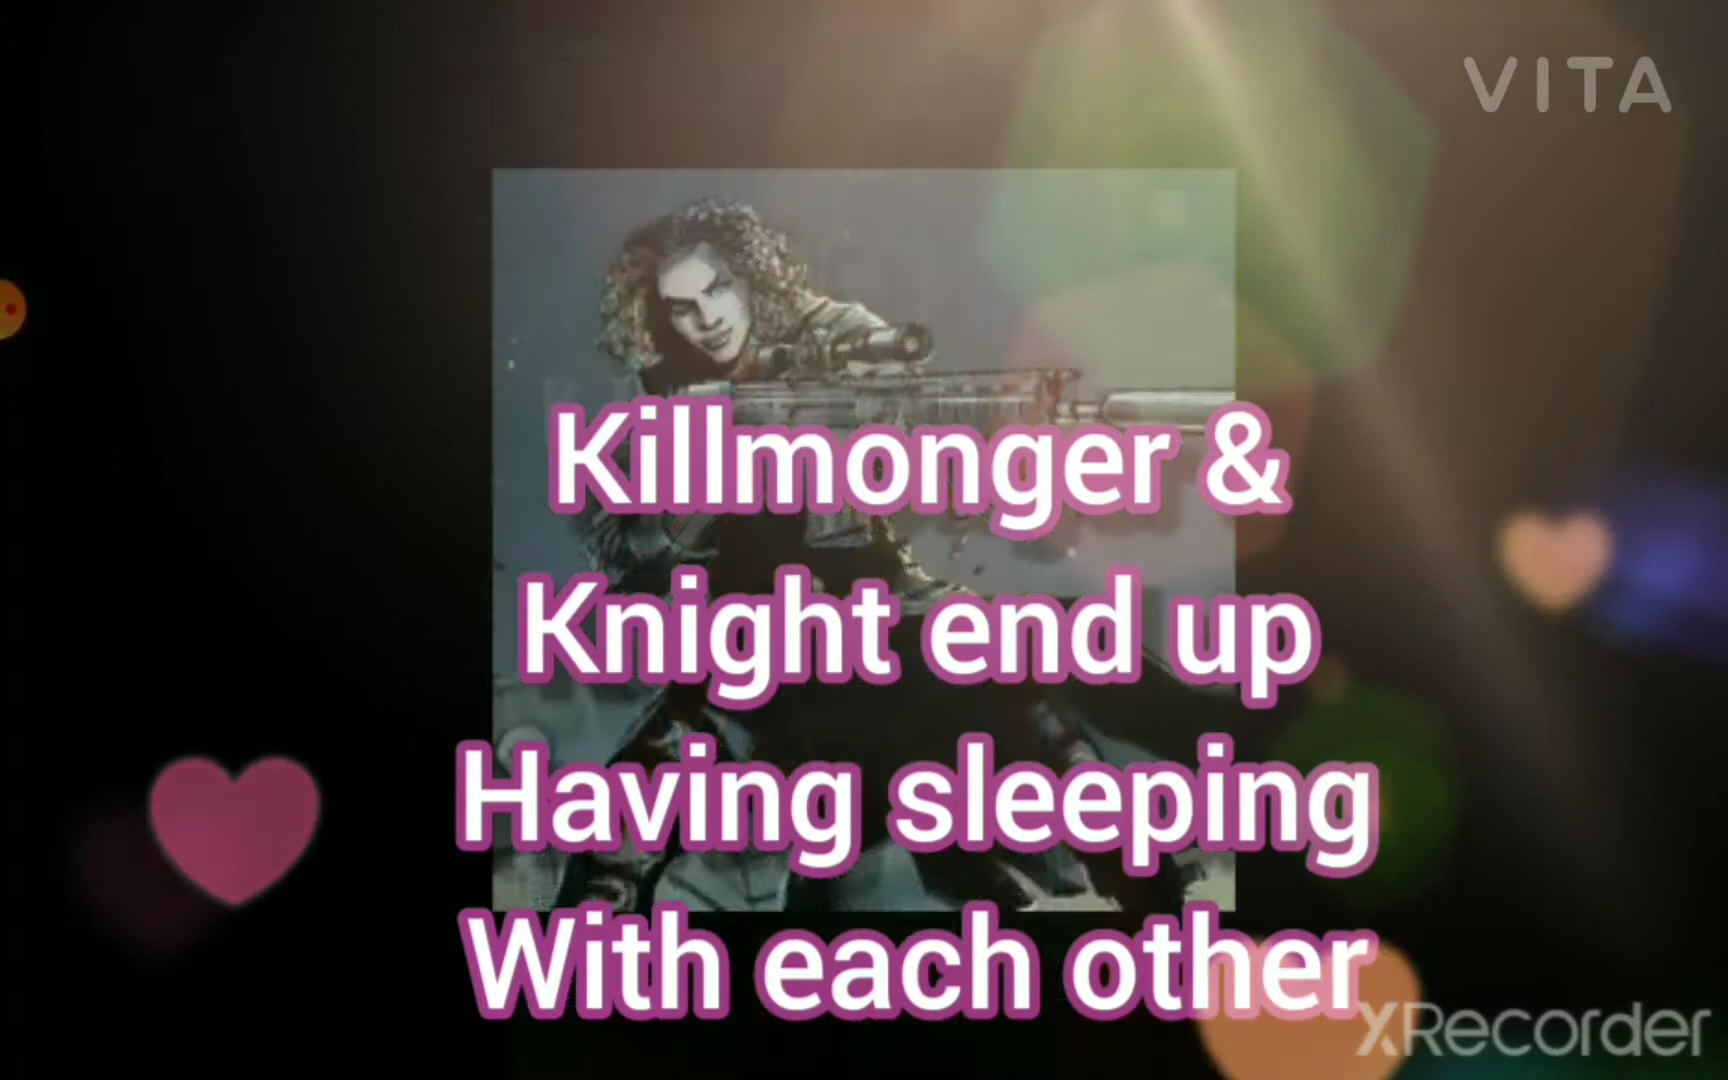 VITA
Killmonger &
Knight end up
Having sleeping
With each other
XRecorder